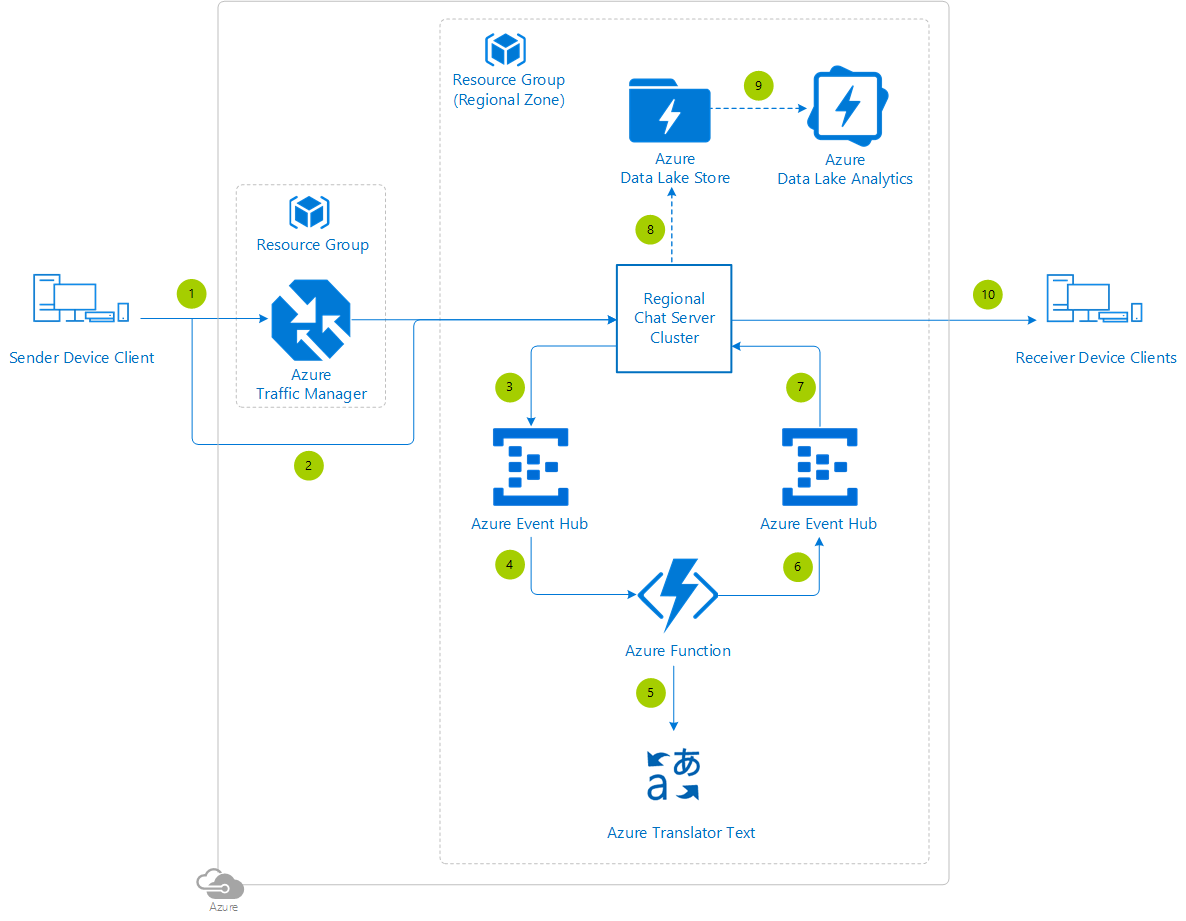 Resource Group
(Regional Zone)
9
Azure
Data Lake Store
Azure
Data Lake Analytics
8
Resource Group
1
Sender Device Client
Azure
Traffic Manager
2
Regional
Chat Server
Cluster
10
Receiver Device Clients
3
7
Azure Event Hub
Azure Event Hub
4
6
Azure Function
5
あ
a
Azure Translator Text
Azure